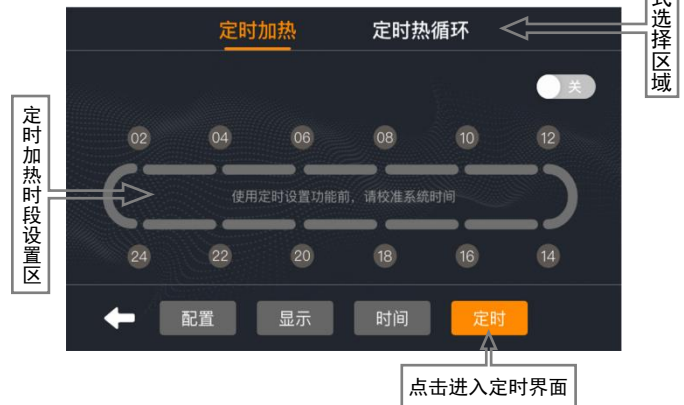 式选择区域
定时加热 定时热循环
关
定时加热时段设置区
02 04 06 08 10 12
使用定时设置功能前，请校准系统时间
24 22 20 18 16 14
配置 显示 时间 定时
点击进入定时界面